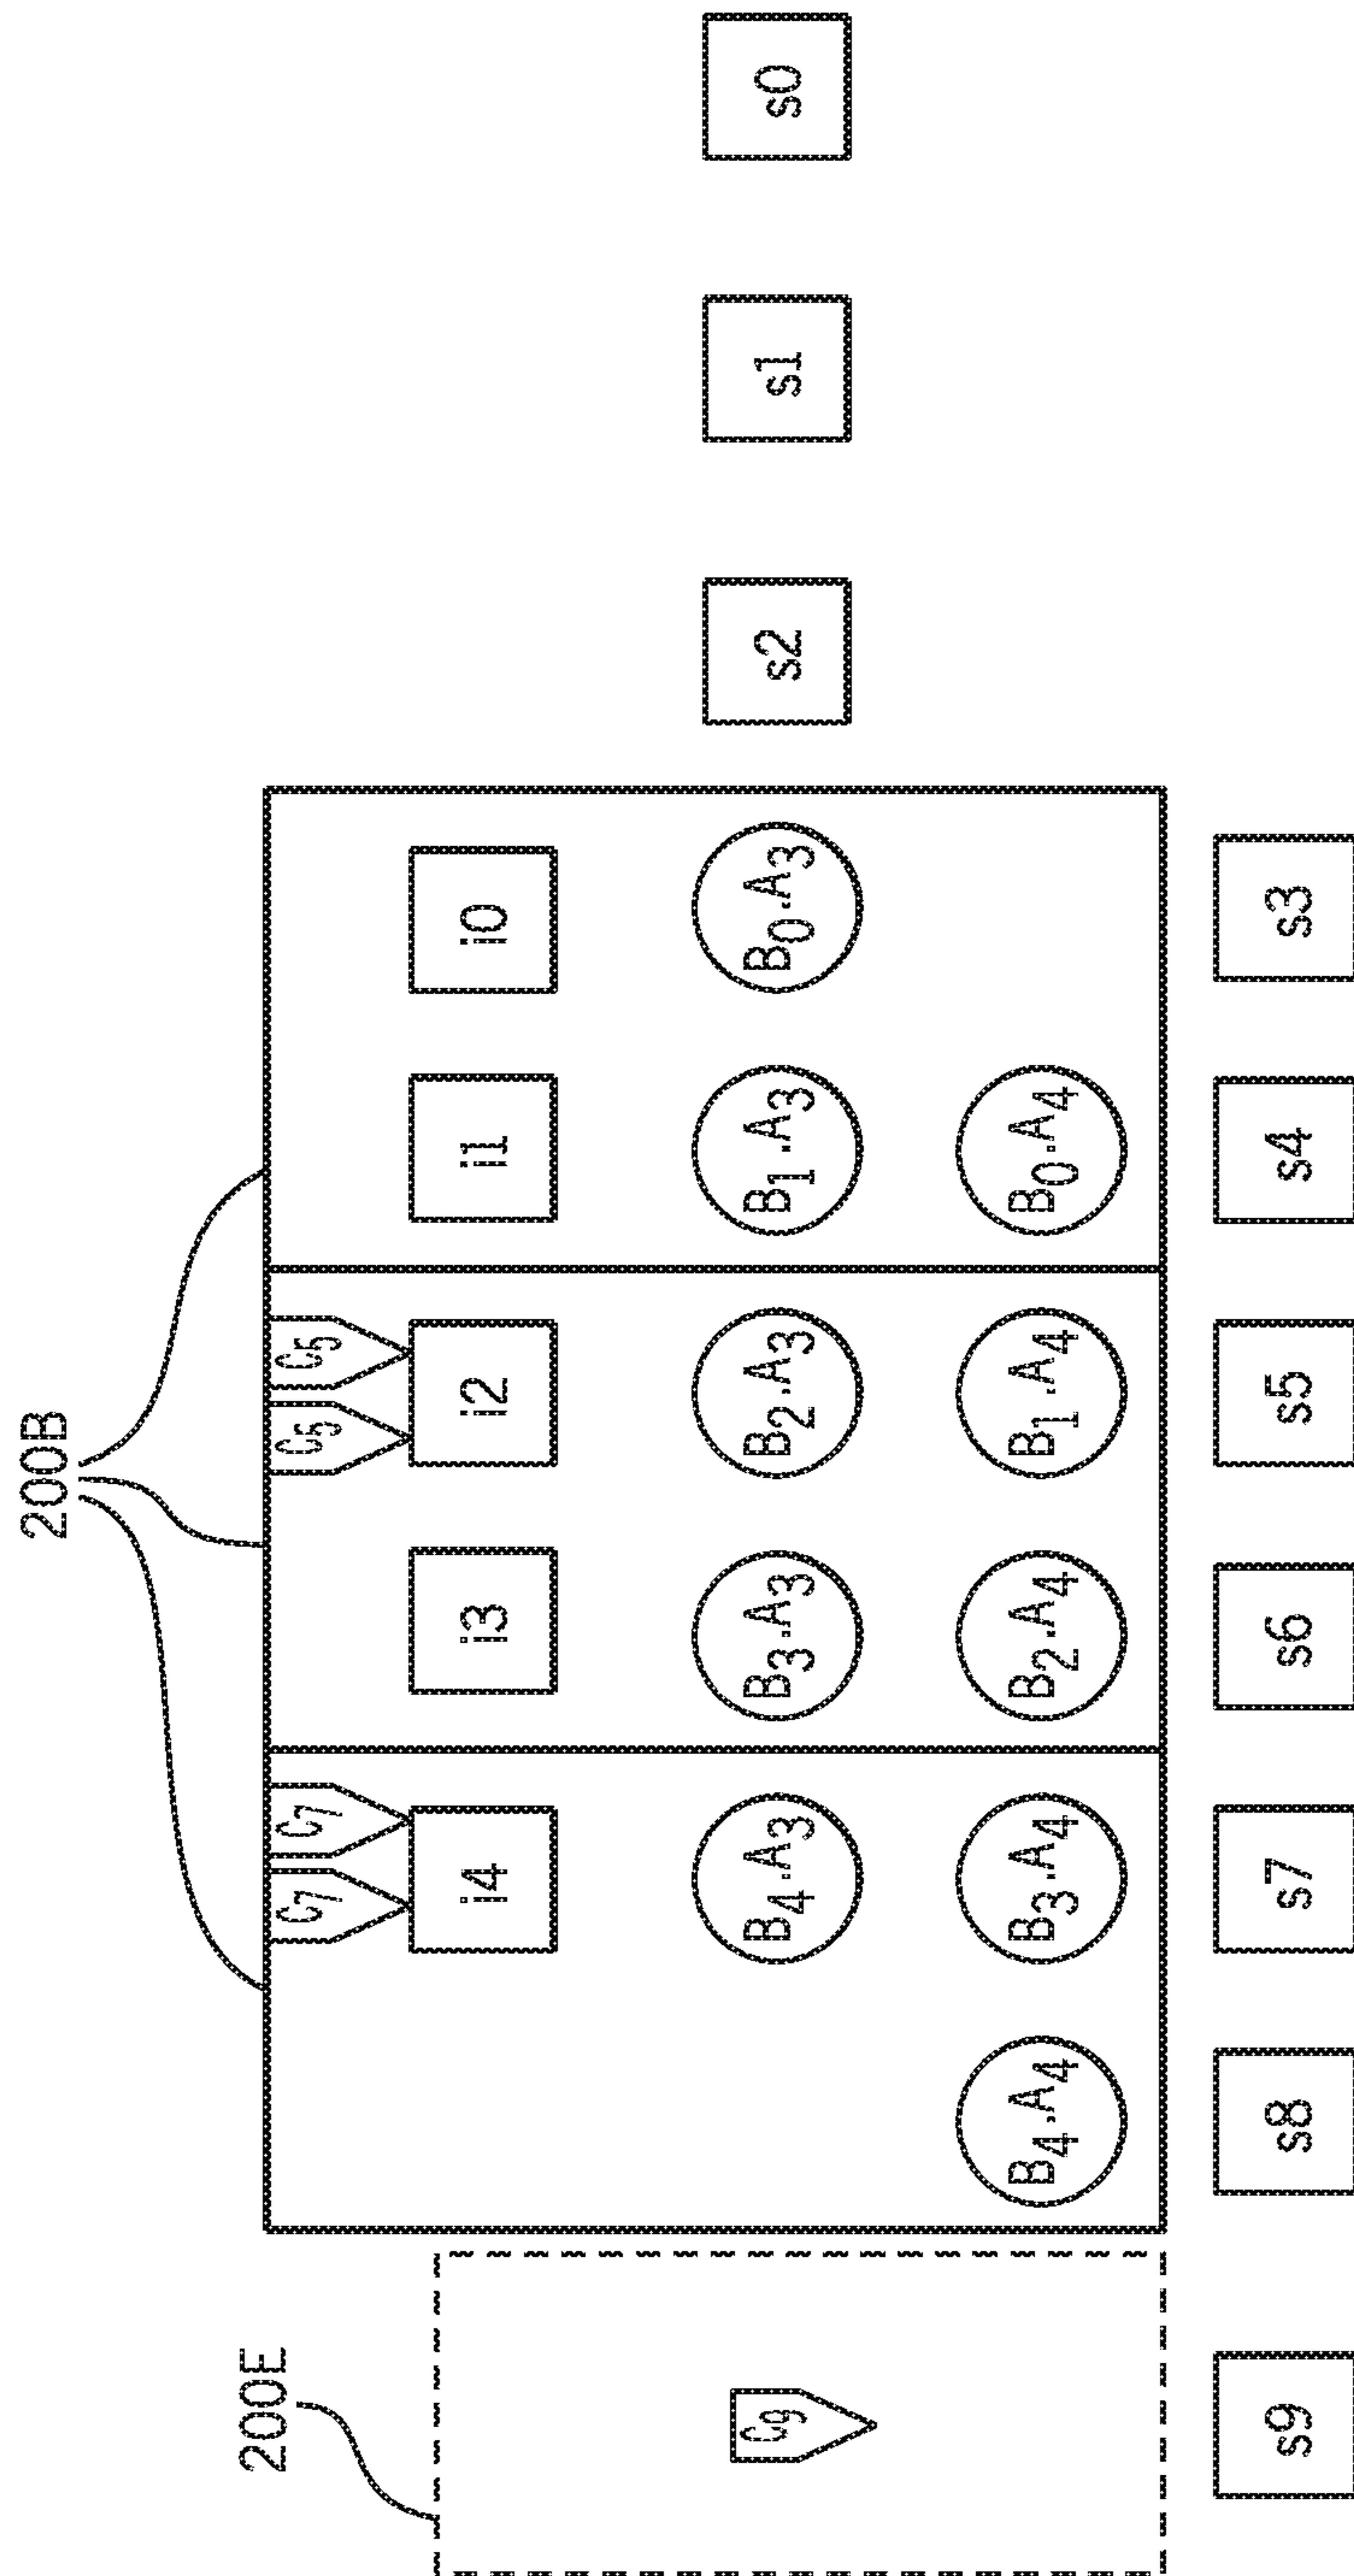 200B
200E
C7 C7 C5 C5
i4 i3 i2 i1 i0
C9 B4.A3 B3.A3 B2.A3 B1.A3 B0.A3 s2 s1 s0
B4.A4 B3.A4 B2.A4 B1.A4 B0.A4
s9 s8 s7 s6 s5 s4 s3